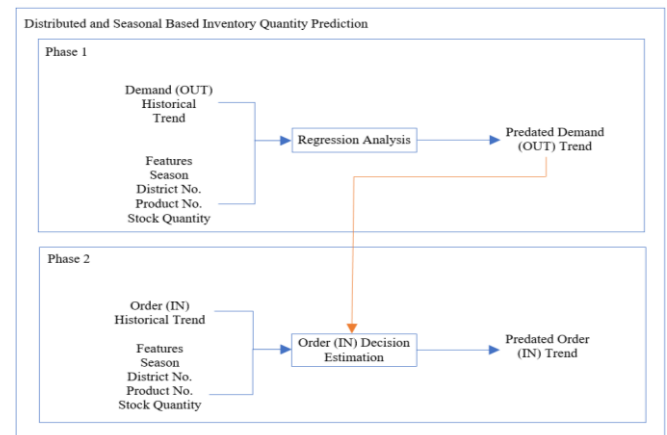 Distributed and Seasonal Based Inventory Quantity Prediction
Phase 1
Demand (OUT)
Historical
Trend
Features
Season
District No.
Product No.
Stock Quantity
Regression Analysis
Predated Demand
(OUT) Trend
Phase 2
Order (IN)
Historical Trend
Features
Season
District No.
Product No.
Stock Quantity
Order (IN) Decision
Estimation
Predated Order
(IN) Trend